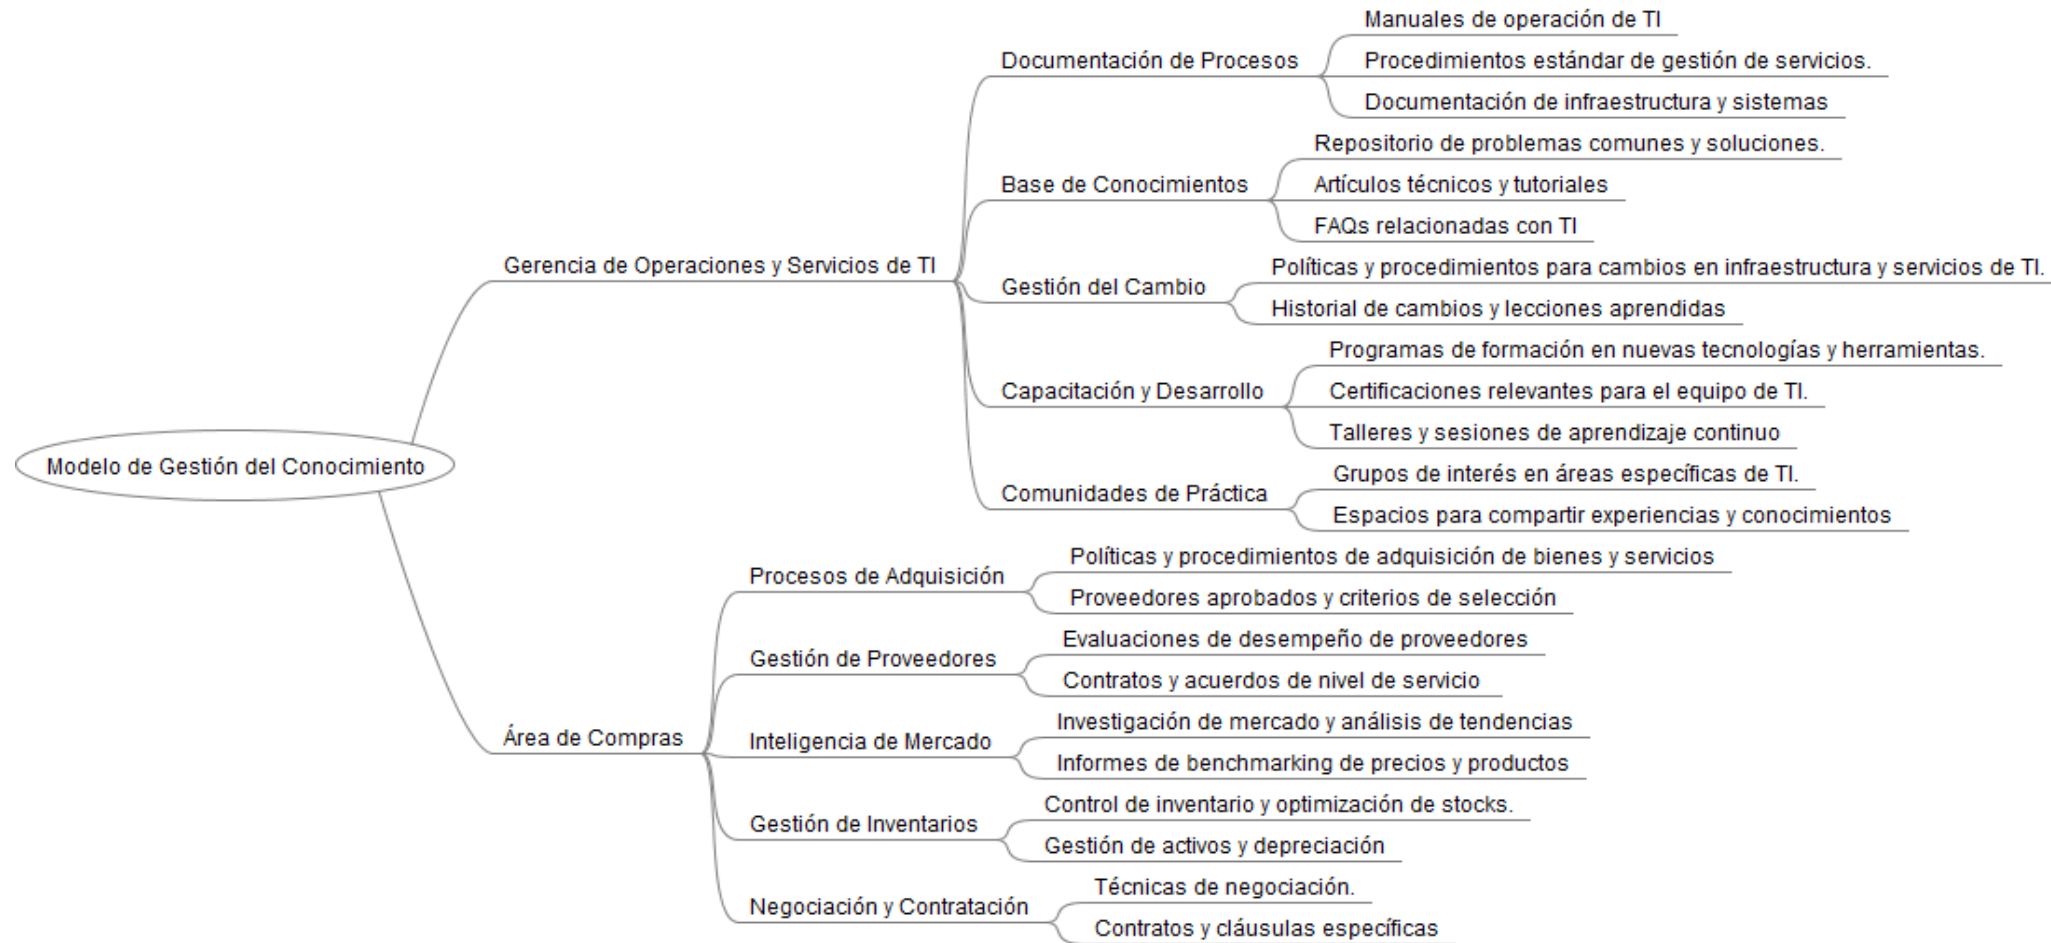 Modelo de Gestión del Conocimiento
Gerencia de Operaciones y Servicios de TI
Documentación de Procesos
Manuales de operación de TI
Procedimientos estándar de gestión de servicios.
Documentación de infraestructura y sistemas
Base de Conocimientos
Repositorio de problemas comunes y soluciones.
Artículos técnicos y tutoriales
FAQs relacionadas con TI
Gestión del Cambio
Políticas y procedimientos para cambios en infraestructura y servicios de TI.
Historial de cambios y lecciones aprendidas
Capacitación y Desarrollo
Programas de formación en nuevas tecnologías y herramientas.
Certificaciones relevantes para el equipo de TI.
Talleres y sesiones de aprendizaje continuo
Comunidades de Práctica
Grupos de interés en áreas específicas de TI.
Espacios para compartir experiencias y conocimientos
Área de Compras
Procesos de Adquisición
Políticas y procedimientos de adquisición de bienes y servicios
Proveedores aprobados y criterios de selección
Gestión de Proveedores
Evaluaciones de desempeño de proveedores
Contratos y acuerdos de nivel de servicio
Inteligencia de Mercado
Investigación de mercado y análisis de tendencias
Informes de benchmarking de precios y productos
Gestión de Inventarios
Control de inventario y optimización de stocks.
Gestión de activos y depreciación
Negociación y Contratación
Técnicas de negociación.
Contratos y cláusulas específicas